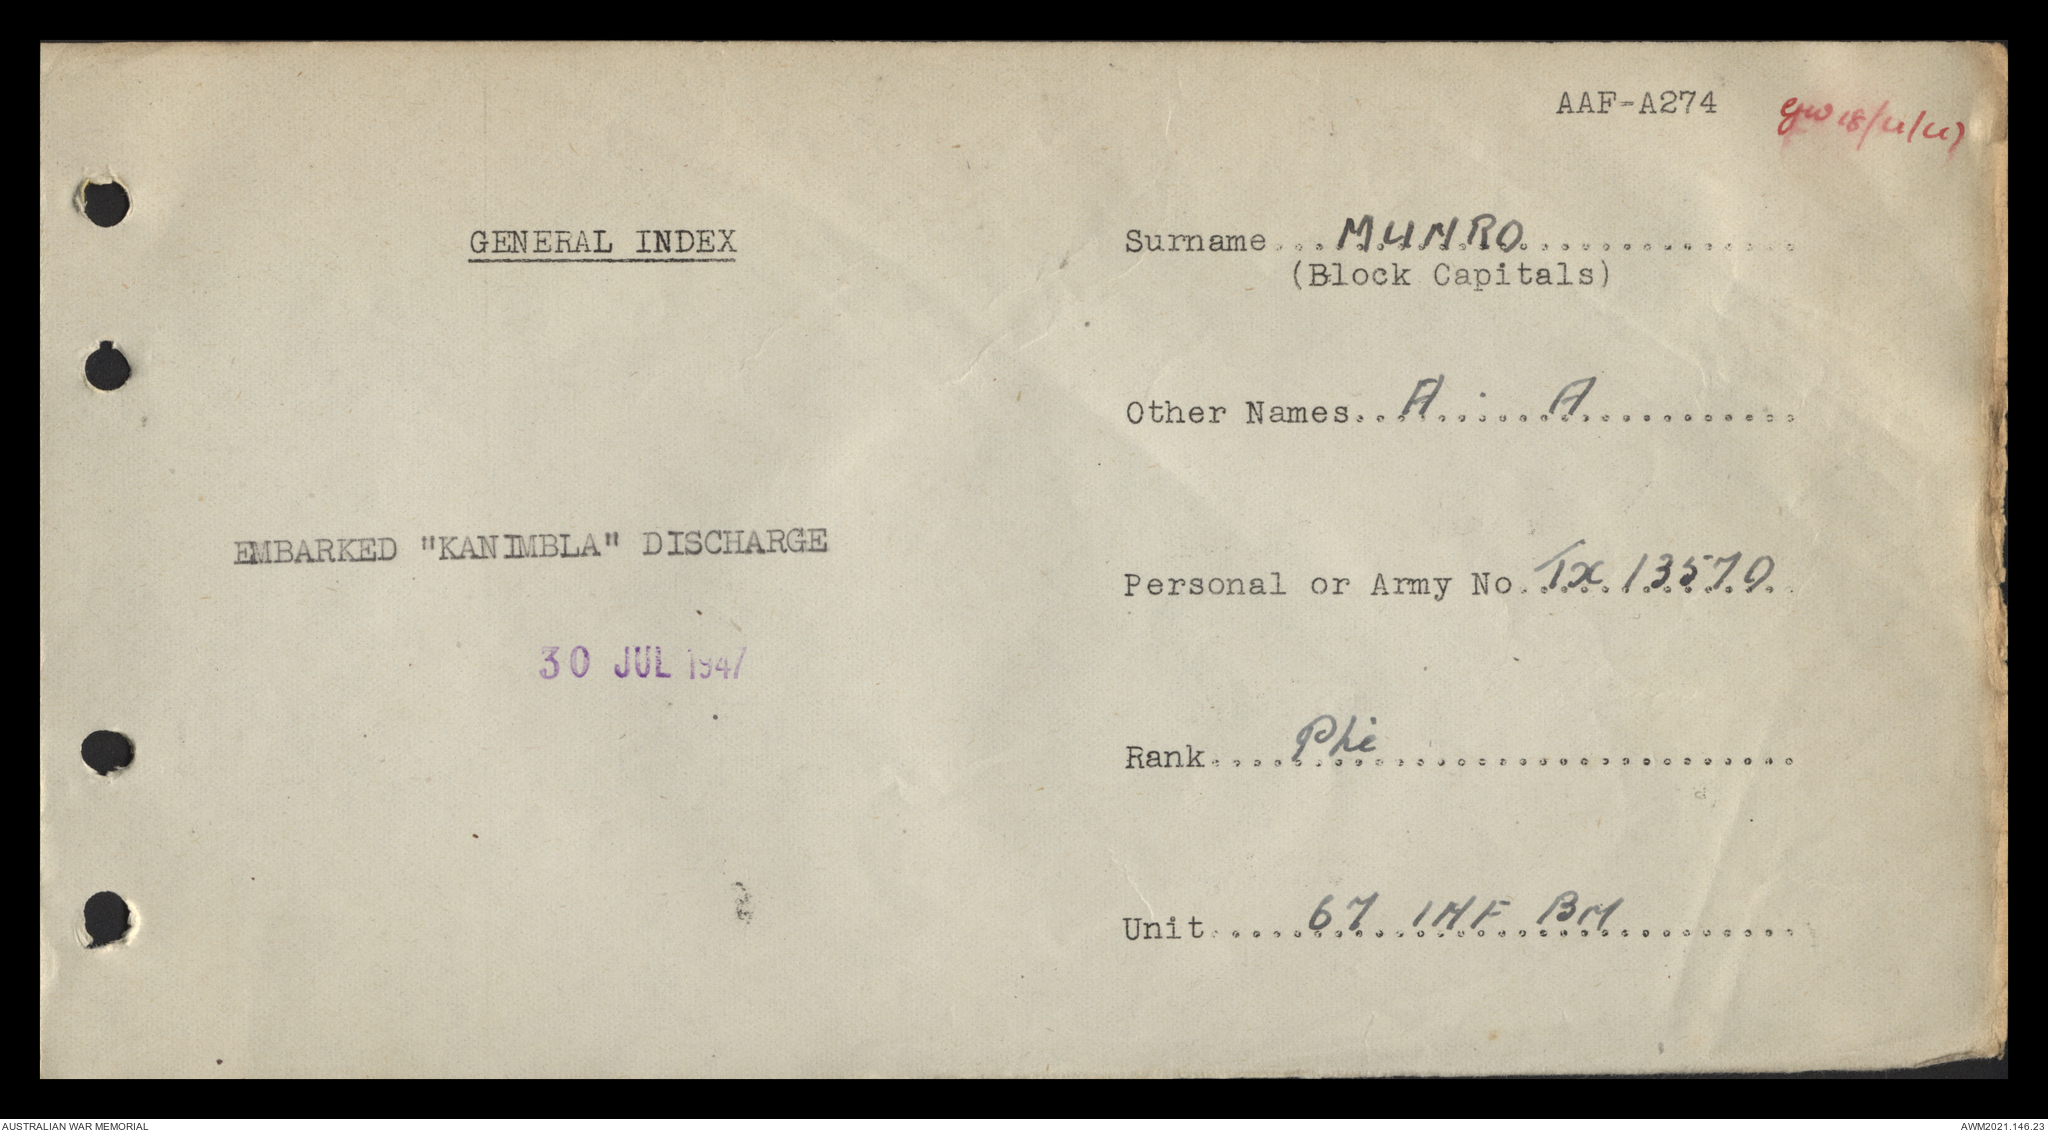 AAF-A274
GENERAL INDEX
Surname...MUNRO..............
(Block Capitals)
Other Names..A...A...........
EMBARKED "KANIMBLA" DISCHARGE
Personal or Army No.TX 13570.
30 JUL 1947
Rank....Pte..................
Unit.....67 INF BN...........
AUSTRALIAN WAR MEMORIAL
AWM2021.146.23